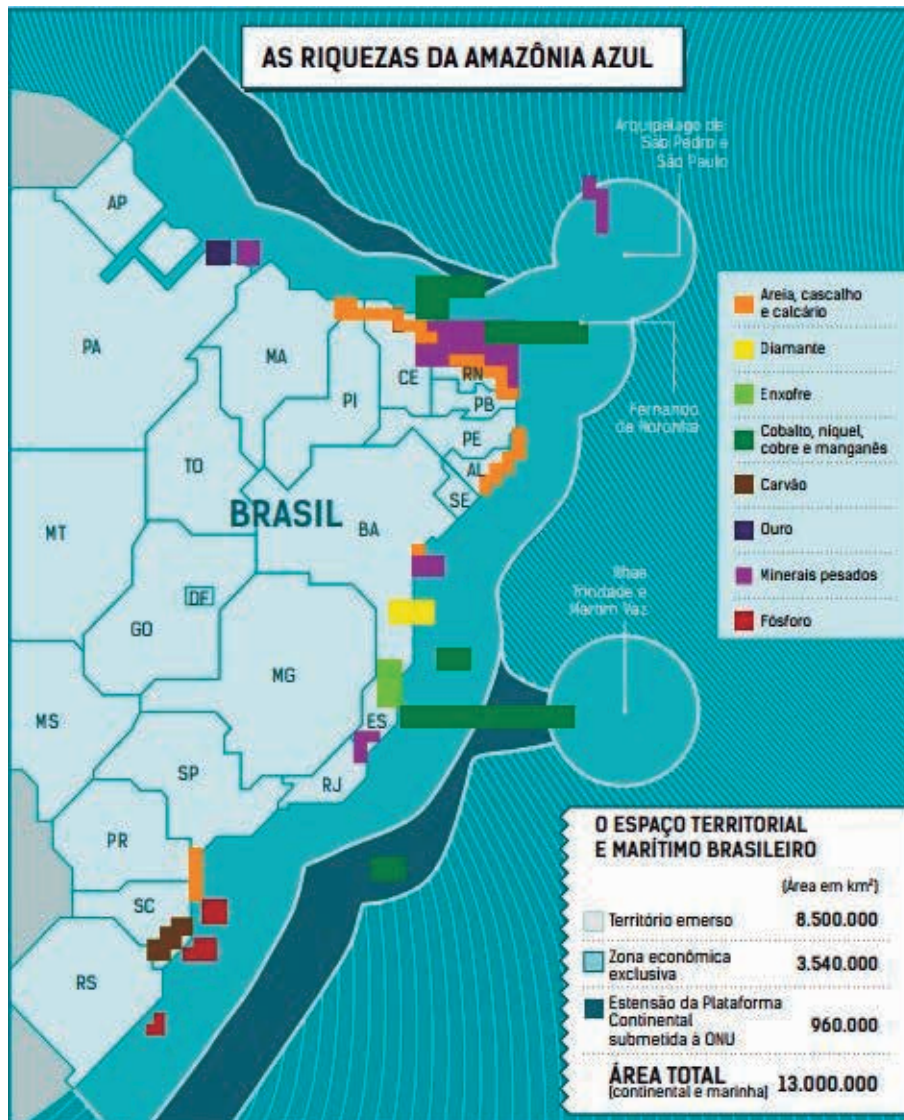 AS RIQUEZAS DA AMAZÔNIA AZUL
Arquipélago de
São Pedro e
São Paulo
AP
PA
MA
CE
RN
PI
PB
PE
TO
AL
SE
BRASIL
BA
MT
DF
GO
MG
MS
ES
SP
RJ
PR
SC
RS
Fernando
de Noronha
Ilhas
Trindade e
Martim Vaz
Areia, cascalho
e calcário
Diamante
Enxofre
Cobalto, níquel,
cobre e manganês
Carvão
Ouro
Minerais pesados
Fósforo
O ESPAÇO TERRITORIAL
E MARÍTIMO BRASILEIRO
(Área em km²)
Território emerso 8.500.000
Zona econômica
exclusiva 3.540.000
Estensão da Plataforma
Continental
submetida à ONU 960.000
ÁREA TOTAL
(continental e marinha) 13.000.000